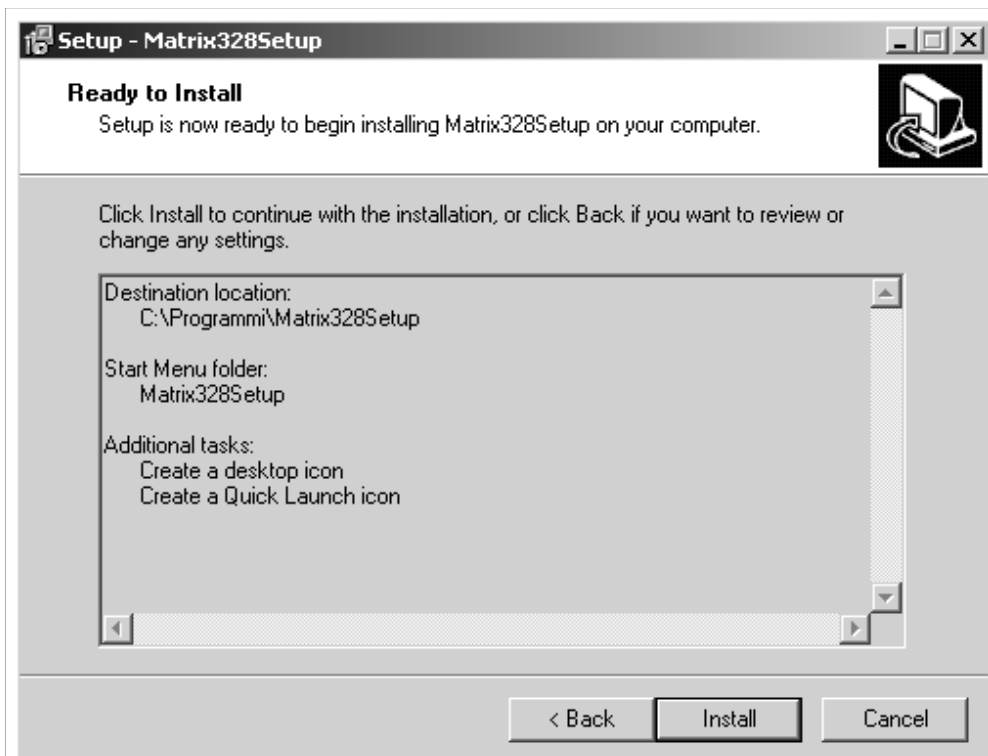 Setup - Matrix328Setup
Ready to Install
Setup is now ready to begin installing Matrix328Setup on your computer.
Click Install to continue with the installation, or click Back if you want to review or
change any settings.
Destination location:
C:\Programmi\Matrix328Setup
Start Menu folder:
Matrix328Setup
Additional tasks:
Create a desktop icon
Create a Quick Launch icon
< Back
Install
Cancel